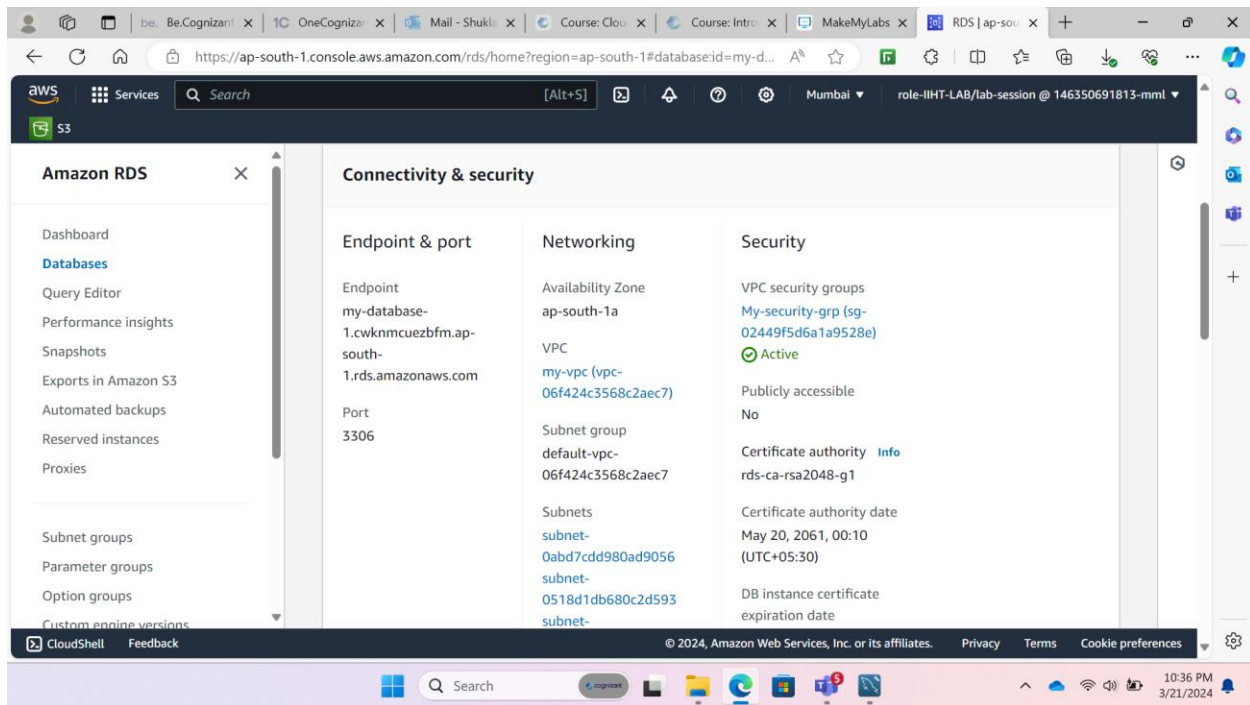 be. Be.Cognizant
1C OneCogniza
Mail - Shukla
Course: Clou
Course: Intro
MakeMyLabs
RDS | ap-sou
https://ap-south-1.console.aws.amazon.com/rds/home?region=ap-south-1#database:id=my-d...
aws
Services
Search
[Alt+S]
Mumbai
role-IIHT-LAB/lab-session @ 146350691813-mml
S3
Amazon RDS
Dashboard
Databases
Query Editor
Performance insights
Snapshots
Exports in Amazon S3
Automated backups
Reserved instances
Proxies
Subnet groups
Parameter groups
Option groups
Custom engine versions
Connectivity & security
Endpoint & port
Endpoint
my-database-
1.cwknmcuezbfm.ap-
south-
1.rds.amazonaws.com
Port
3306
Networking
Availability Zone
ap-south-1a
VPC
my-vpc (vpc-
06f424c3568c2aec7)
Subnet group
default-vpc-
06f424c3568c2aec7
Subnets
subnet-
0abd7cdd980ad9056
subnet-
0518d1db680c2d593
subnet-
Security
VPC security groups
My-security-grp (sg-
02449f5d6a1a9528e)
Active
Publicly accessible
No
Certificate authority Info
rds-ca-rsa2048-g1
Certificate authority date
May 20, 2061, 00:10
(UTC+05:30)
DB instance certificate
expiration date
CloudShell
Feedback
© 2024, Amazon Web Services, Inc. or its affiliates.
Privacy
Terms
Cookie preferences
Search
cognizant
5
10:36 PM
3/21/2024